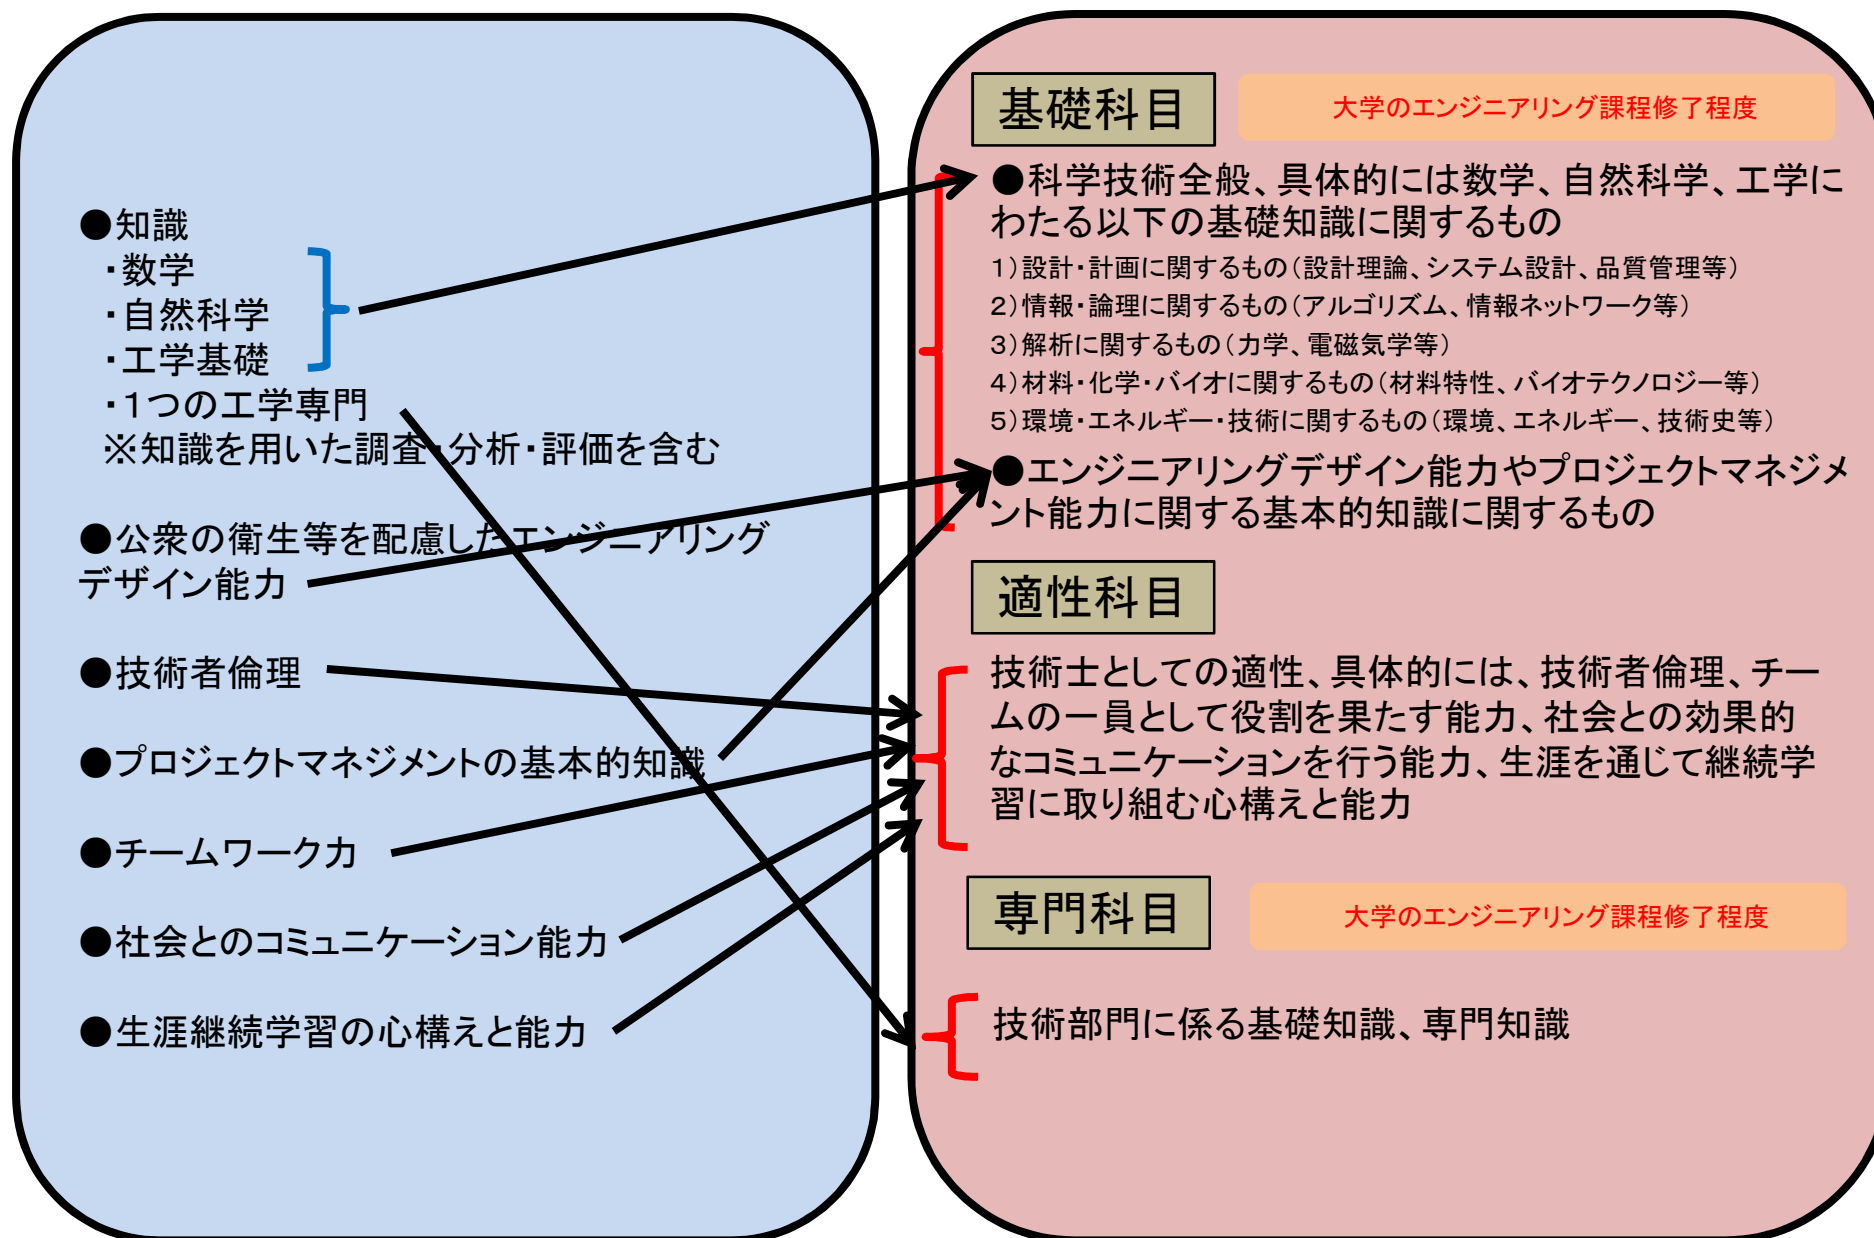 ●知識
・数学
・自然科学
・工学基礎
・１つの工学専門
※知識を用いた調査・分析・評価を含む
●公衆の衛生等を配慮したエンジニアリング
デザイン能力
●技術者倫理
●プロジェクトマネジメントの基本的知識
●チームワーク力
●社会とのコミュニケーション能力
●生涯継続学習の心構えと能力
基礎科目
大学のエンジニアリング課程修了程度
●科学技術全般、具体的には数学、自然科学、工学に
わたる以下の基礎知識に関するもの
１）設計・計画に関するもの（設計理論、システム設計、品質管理等）
２）情報・論理に関するもの（アルゴリズム、情報ネットワーク等）
３）解析に関するもの（力学、電磁気学等）
４）材料・化学・バイオに関するもの（材料特性、バイオテクノロジー等）
５）環境・エネルギー・技術に関するもの（環境、エネルギー、技術史等）
●エンジニアリングデザイン能力やプロジェクトマネジメ
ント能力に関する基本的知識に関するもの
適性科目
技術士としての適性、具体的には、技術者倫理、チー
ムの一員として役割を果たす能力、社会との効果的
なコミュニケーションを行う能力、生涯を通じて継続学
習に取り組む心構えと能力
専門科目
大学のエンジニアリング課程修了程度
技術部門に係る基礎知識、専門知識